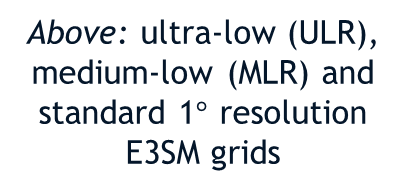 Above: ultra-low (ULR),
medium-low (MLR) and
standard 1° resolution
E3SM grids